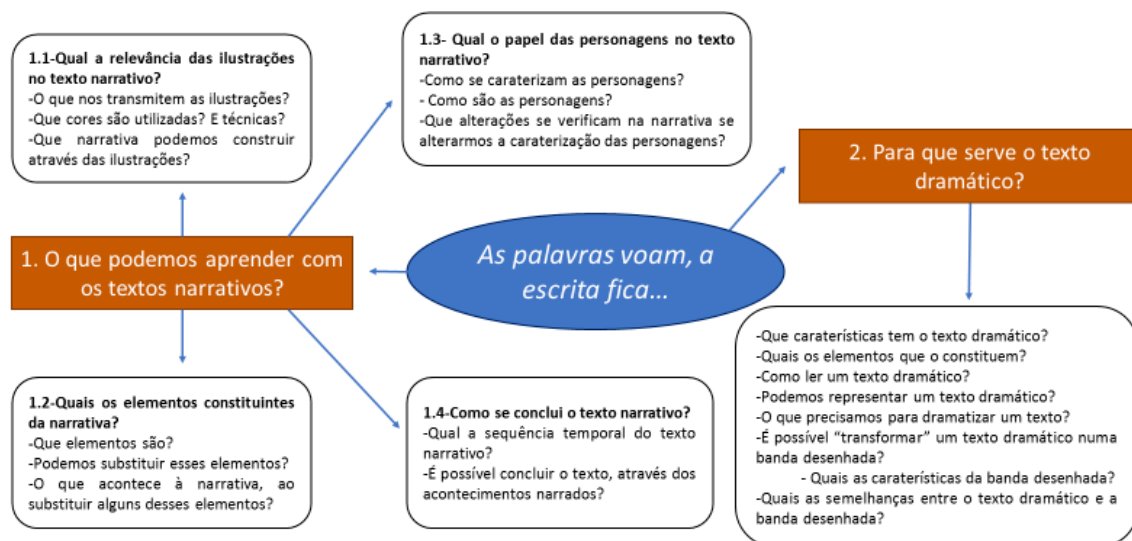 1.1-Qual a relevância das ilustrações
no texto narrativo?
-O que nos transmitem as ilustrações?
-Que cores são utilizadas? E técnicas?
-Que narrativa podemos construir
através das ilustrações?
1.3- Qual o papel das personagens no texto
narrativo?
-Como se caraterizam as personagens?
- Como são as personagens?
-Que alterações se verificam na narrativa se
alterarmos a caraterização das personagens?
2. Para que serve o texto
dramático?
1. O que podemos aprender com
os textos narrativos?
As palavras voam, a
escrita fica...
1.2-Quais os elementos constituintes
da narrativa?
-Que elementos são?
-Podemos substituir esses elementos?
-O que acontece à narrativa, ao
substituir alguns desses elementos?
1.4-Como se conclui o texto narrativo?
-Qual a sequência temporal do texto
narrativo?
-É possível concluir o texto, através dos
acontecimentos narrados?
-Que caraterísticas tem o texto dramático?
-Quais os elementos que o constituem?
-Como ler um texto dramático?
-Podemos representar um texto dramático?
-O que precisamos para dramatizar um texto?
-É possível “transformar” um texto dramático numa
banda desenhada?
- Quais as caraterísticas da banda desenhada?
-Quais as semelhanças entre o texto dramático e a
banda desenhada?